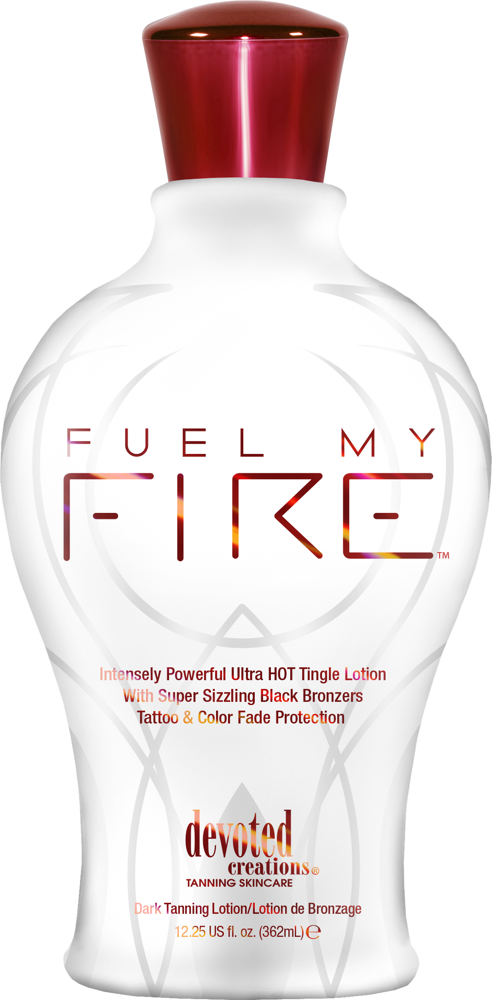 FUEL MY
FIRE™
Intensely Powerful Ultra HOT Tingle Lotion
With Super Sizzling Black Bronzers
Tattoo & Color Fade Protection
devoted
creations®
TANNING SKINCARE
Dark Tanning Lotion/Lotion de Bronzage
12.25 US fl. oz. (362mL) ℮